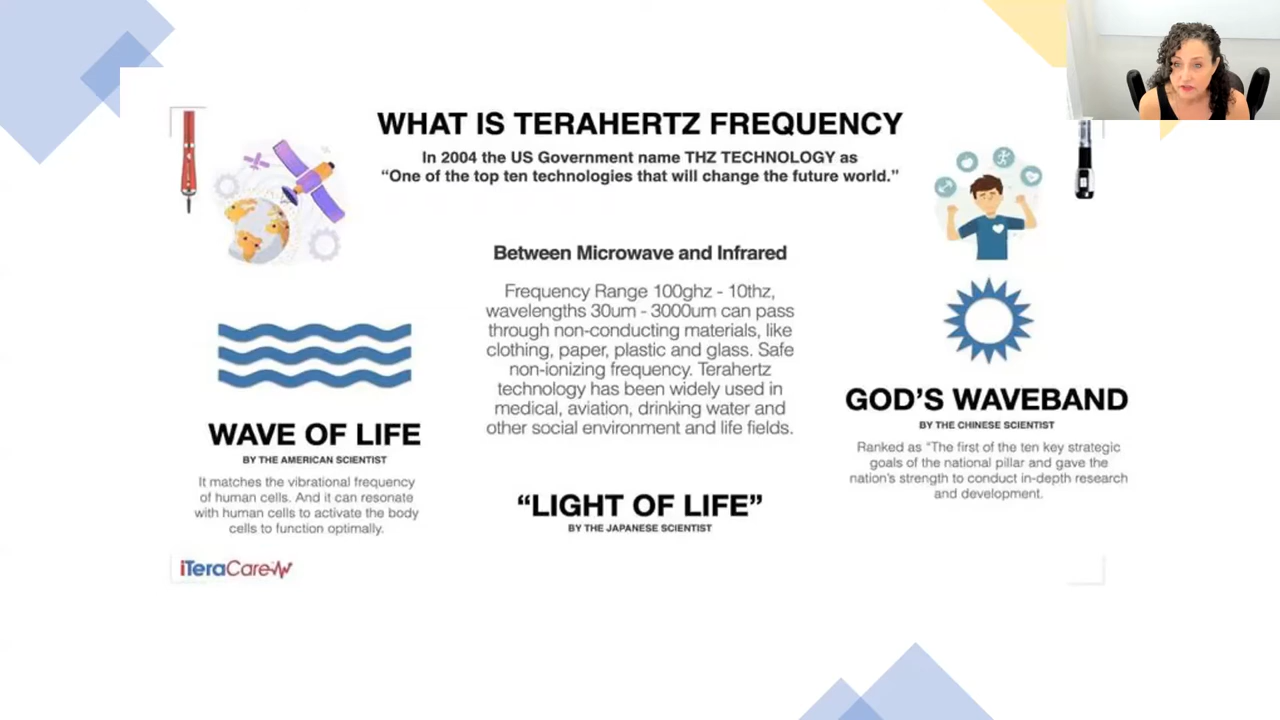 WHAT IS TERAHERTZ FREQUENCY
In 2004 the US Government name THZ TECHNOLOGY as
“One of the top ten technologies that will change the future world.”
Between Microwave and Infrared
Frequency Range 100ghz - 10thz,
wavelengths 30um - 3000um can pass
through non-conducting materials, like
clothing, paper, plastic and glass. Safe
non-ionizing frequency. Terahertz
technology has been widely used in
medical, aviation, drinking water and
other social environment and life fields.
WAVE OF LIFE
BY THE AMERICAN SCIENTIST
It matches the vibrational frequency
of human cells. And it can resonate
with human cells to activate the body
cells to function optimally.
“LIGHT OF LIFE”
BY THE JAPANESE SCIENTIST
GOD’S WAVEBAND
BY THE CHINESE SCIENTIST
Ranked as “The first of the ten key strategic
goals of the national pillar and gave the
nation’s strength to conduct in-depth research
and development.
iTeraCare